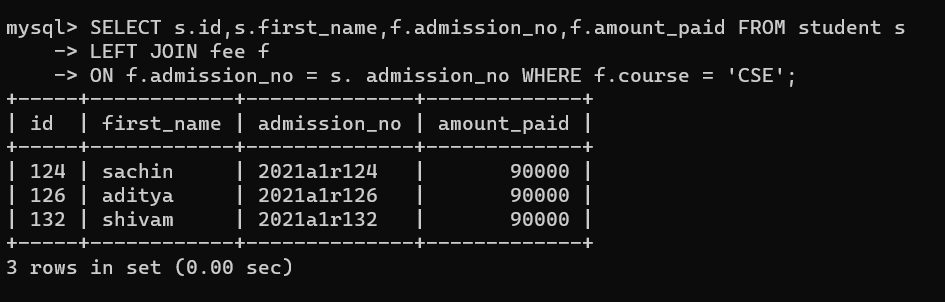 mysql> SELECT s.id,s.first_name,f.admission_no,f.amount_paid FROM student s
    -> LEFT JOIN fee f
    -> ON f.admission_no = s. admission_no WHERE f.course = 'CSE';
+-----+------------+--------------+-------------+
| id  | first_name | admission_no | amount_paid |
+-----+------------+--------------+-------------+
| 124 | sachin     | 2021a1r124   |       90000 |
| 126 | aditya     | 2021a1r126   |       90000 |
| 132 | shivam     | 2021a1r132   |       90000 |
+-----+------------+--------------+-------------+
3 rows in set (0.00 sec)